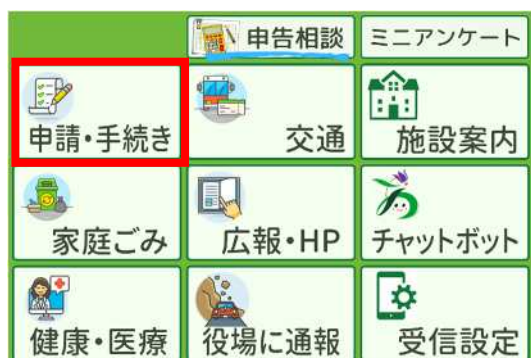 申告相談
ミニアンケート
申請・手続き
交通
施設案内
家庭ごみ
広報・HP
チャットボット
健康・医療
役場に通報
受信設定